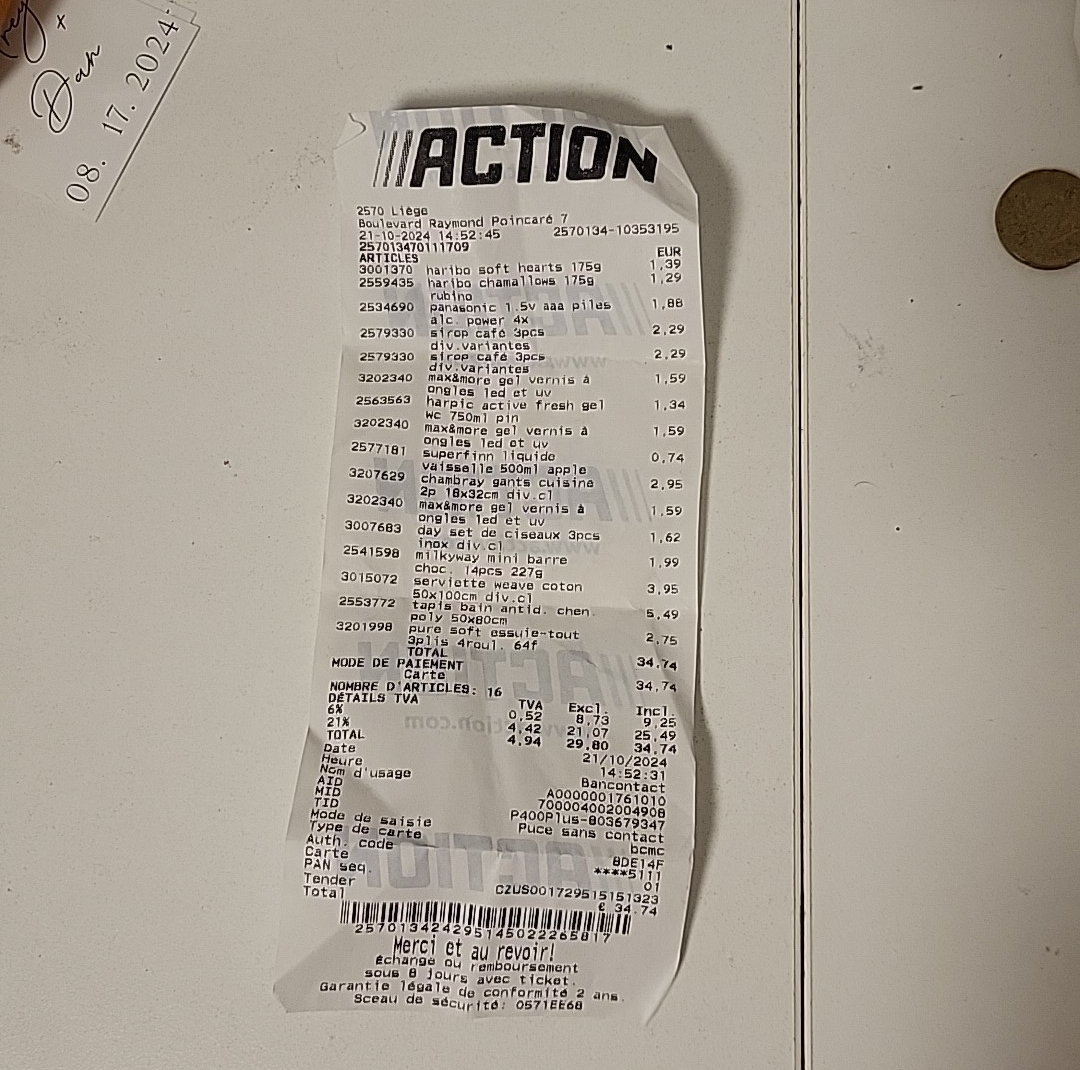 Dan
x
08. 17. 2024
ACTION
2570 Liège
Boulevard Raymond Poincaré 7
21-10-2024 14:52:45 2570134-10353195
257013470111709
ARTICLES EUR
3001370 haribo soft hearts 175g 1,39
2559435 haribo chamallows 175g 1,29
rubino
2534690 panasonic 1.5v aaa piles 1,88
alc. power 4x
2579330 sirop café 3pcs 2,29
div.variantes
2579330 sirop café 3pcs 2,29
div.variantes
3202340 max&more gel vernis à 1,59
ongles led et uv
2563563 harpic active fresh gel 1,34
wc 750ml pin
3202340 max&more gel vernis à 1,59
ongles led et uv
2577181 superfinn liquide 0,74
vaisselle 500ml apple
3207629 chambray gants cuisine 2,95
2p 18x32cm div.cl
3202340 max&more gel vernis à 1,59
ongles led et uv
3007683 day set de ciseaux 3pcs 1,62
inox div.cl
2541598 milkyway mini barre 1,99
choc. 14pcs 227g
3015072 serviette weave coton 3,95
50x100cm div.cl
2553772 tapis bain antid. chen. 5,49
poly 50x80cm
3201998 pure soft essuie-tout 2,75
3plis 4roul. 64f
TOTAL 34,74
MODE DE PAIEMENT
Carte 34,74
NOMBRE D'ARTICLES: 16
DÉTAILS TVA TVA Excl. Incl.
6% 0,52 8,73 9,25
21% 4,42 21,07 25,49
TOTAL 4,94 29,80 34,74
Date 21/10/2024
Heure 14:52:31
Nom d'usage Bancontact
AID A0000001761010
MID 700004002004908
TID P400Plus-803679347
Mode de saisie Puce sans contact
Type de carte bcmc
Auth. code 8DE14F
Carte ****5111
PAN seq. 01
Tender CZUS001729515151323
Total € 34.74
257013424295145022265817
Merci et au revoir!
Échange ou remboursement
sous 8 jours avec ticket.
Garantie légale de conformité 2 ans.
Sceau de sécurité: 0571EE68